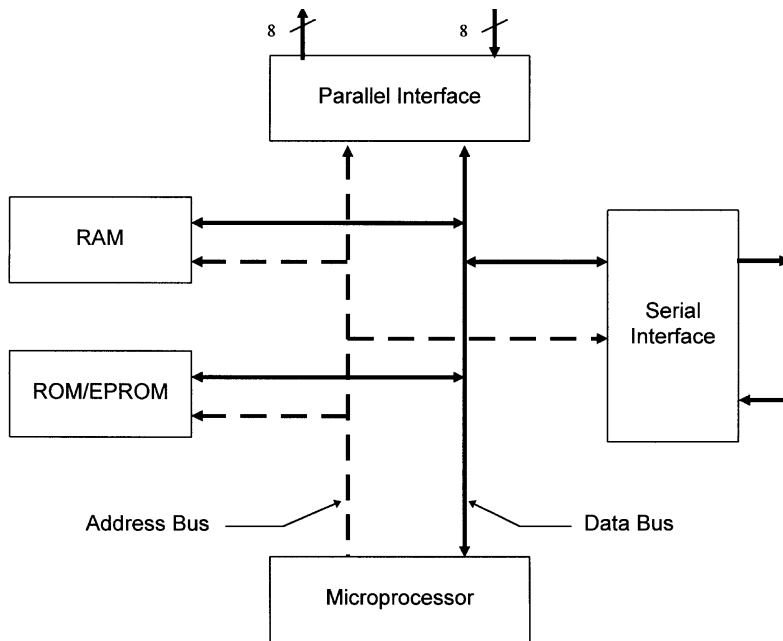 8
8
Parallel Interface
RAM
Serial
Interface
ROM/EPROM
Address Bus
Data Bus
Microprocessor